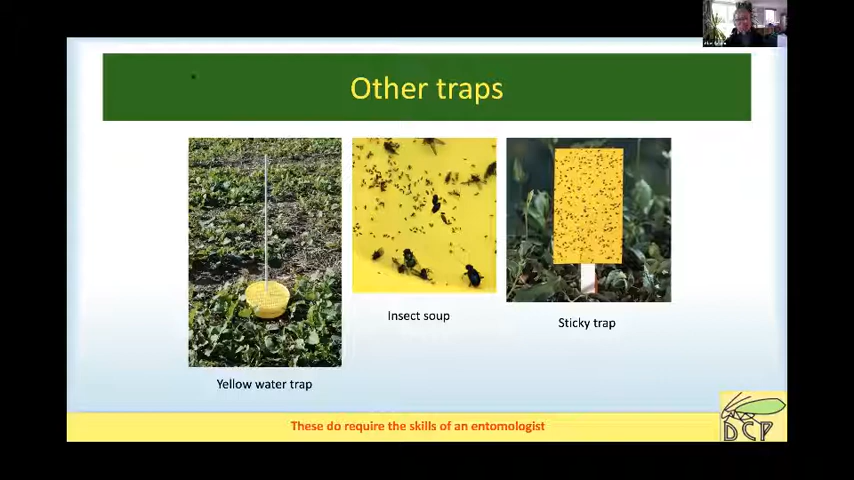 Other traps
Insect soup
Sticky trap
Yellow water trap
These do require the skills of an entomologist
DCP